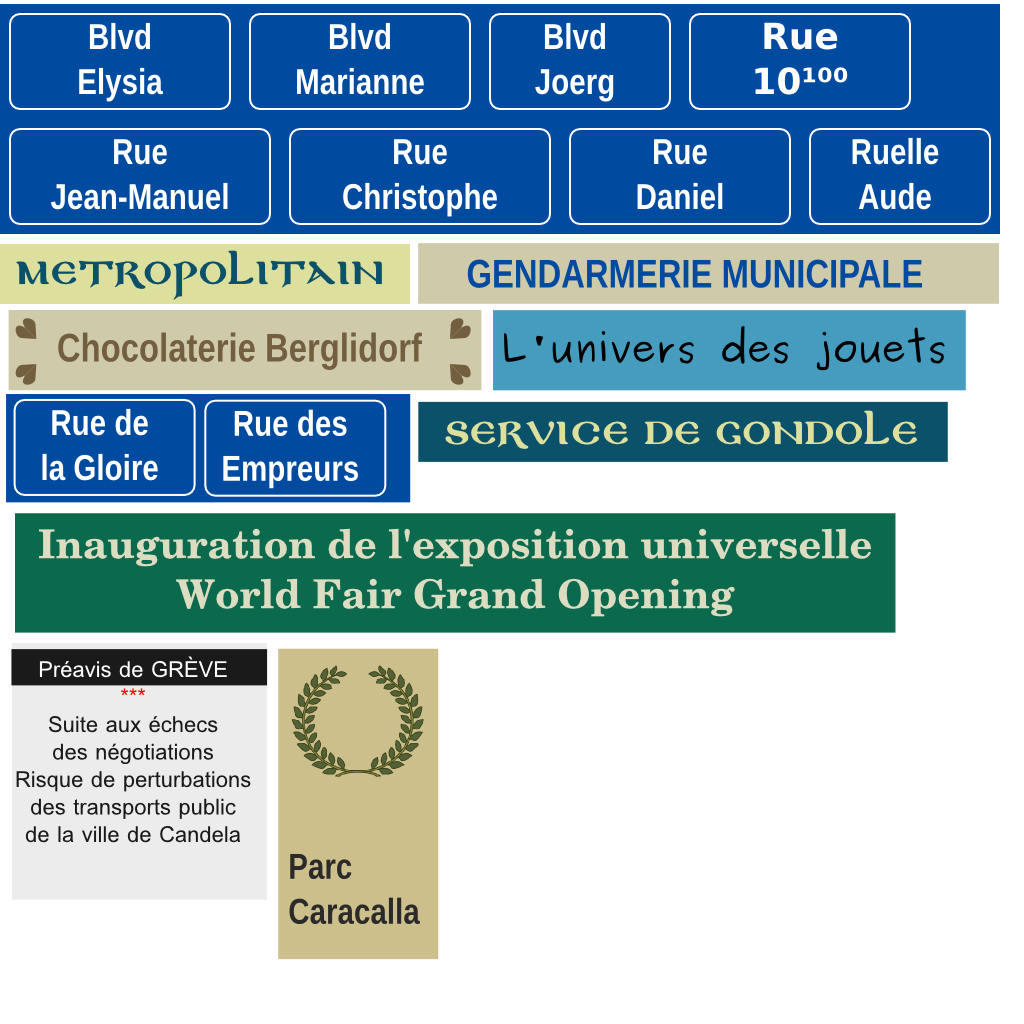 Blvd
Elysia
Blvd
Marianne
Blvd
Joerg
Rue
10¹⁰⁰
Rue
Jean-Manuel
Rue
Christophe
Rue
Daniel
Ruelle
Aude
METROPOLITAIN
GENDARMERIE MUNICIPALE
Chocolaterie Berglidorf
L'univers des jouets
Rue de
la Gloire
Rue des
Empreurs
SERVICE DE GONDOLE
Inauguration de l'exposition universelle
World Fair Grand Opening
Préavis de GRÈVE
***
Suite aux échecs
des négotiations
Risque de perturbations
des transports public
de la ville de Candela
Parc
Caracalla